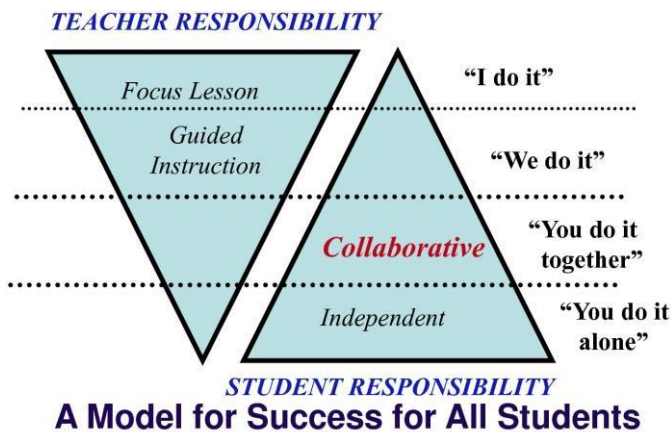 TEACHER RESPONSIBILITY
Focus Lesson
“I do it”
Guided
Instruction
“We do it”
Collaborative
“You do it
together”
Independent
“You do it
alone”
STUDENT RESPONSIBILITY
A Model for Success for All Students